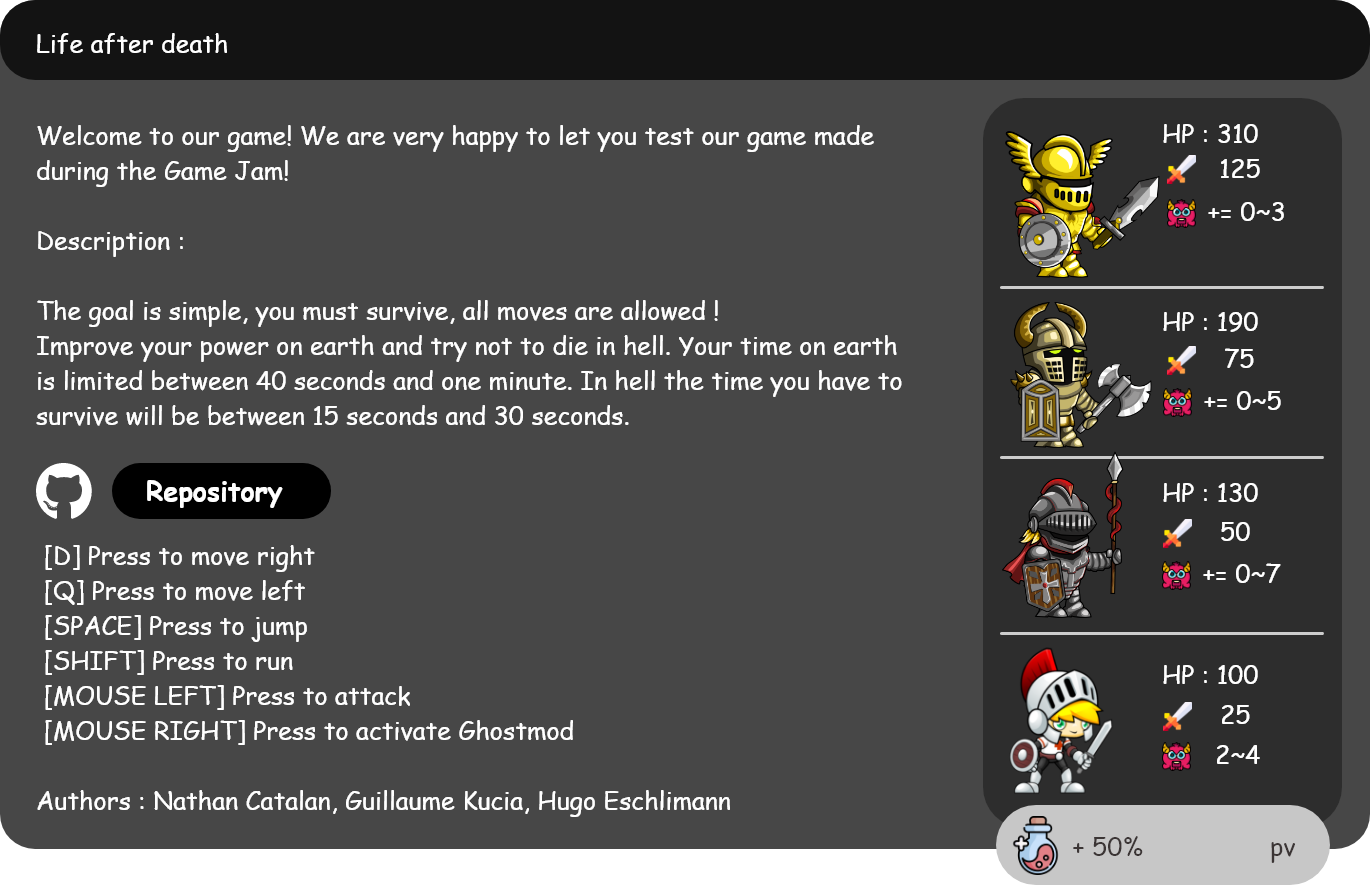 Life after death
Welcome to our game! We are very happy to let you test our game made
during the Game Jam!
Description :
The goal is simple, you must survive, all moves are allowed !
Improve your power on earth and try not to die in hell. Your time on earth
is limited between 40 seconds and one minute. In hell the time you have to
survive will be between 15 seconds and 30 seconds.
Repository
[D] Press to move right
[Q] Press to move left
[SPACE] Press to jump
[SHIFT] Press to run
[MOUSE LEFT] Press to attack
[MOUSE RIGHT] Press to activate Ghostmod
Authors : Nathan Catalan, Guillaume Kucia, Hugo Eschlimann
HP : 310
125
+= 0~3
HP : 190
75
+= 0~5
HP : 130
50
+= 0~7
HP : 100
25
2~4
+ 50% pv